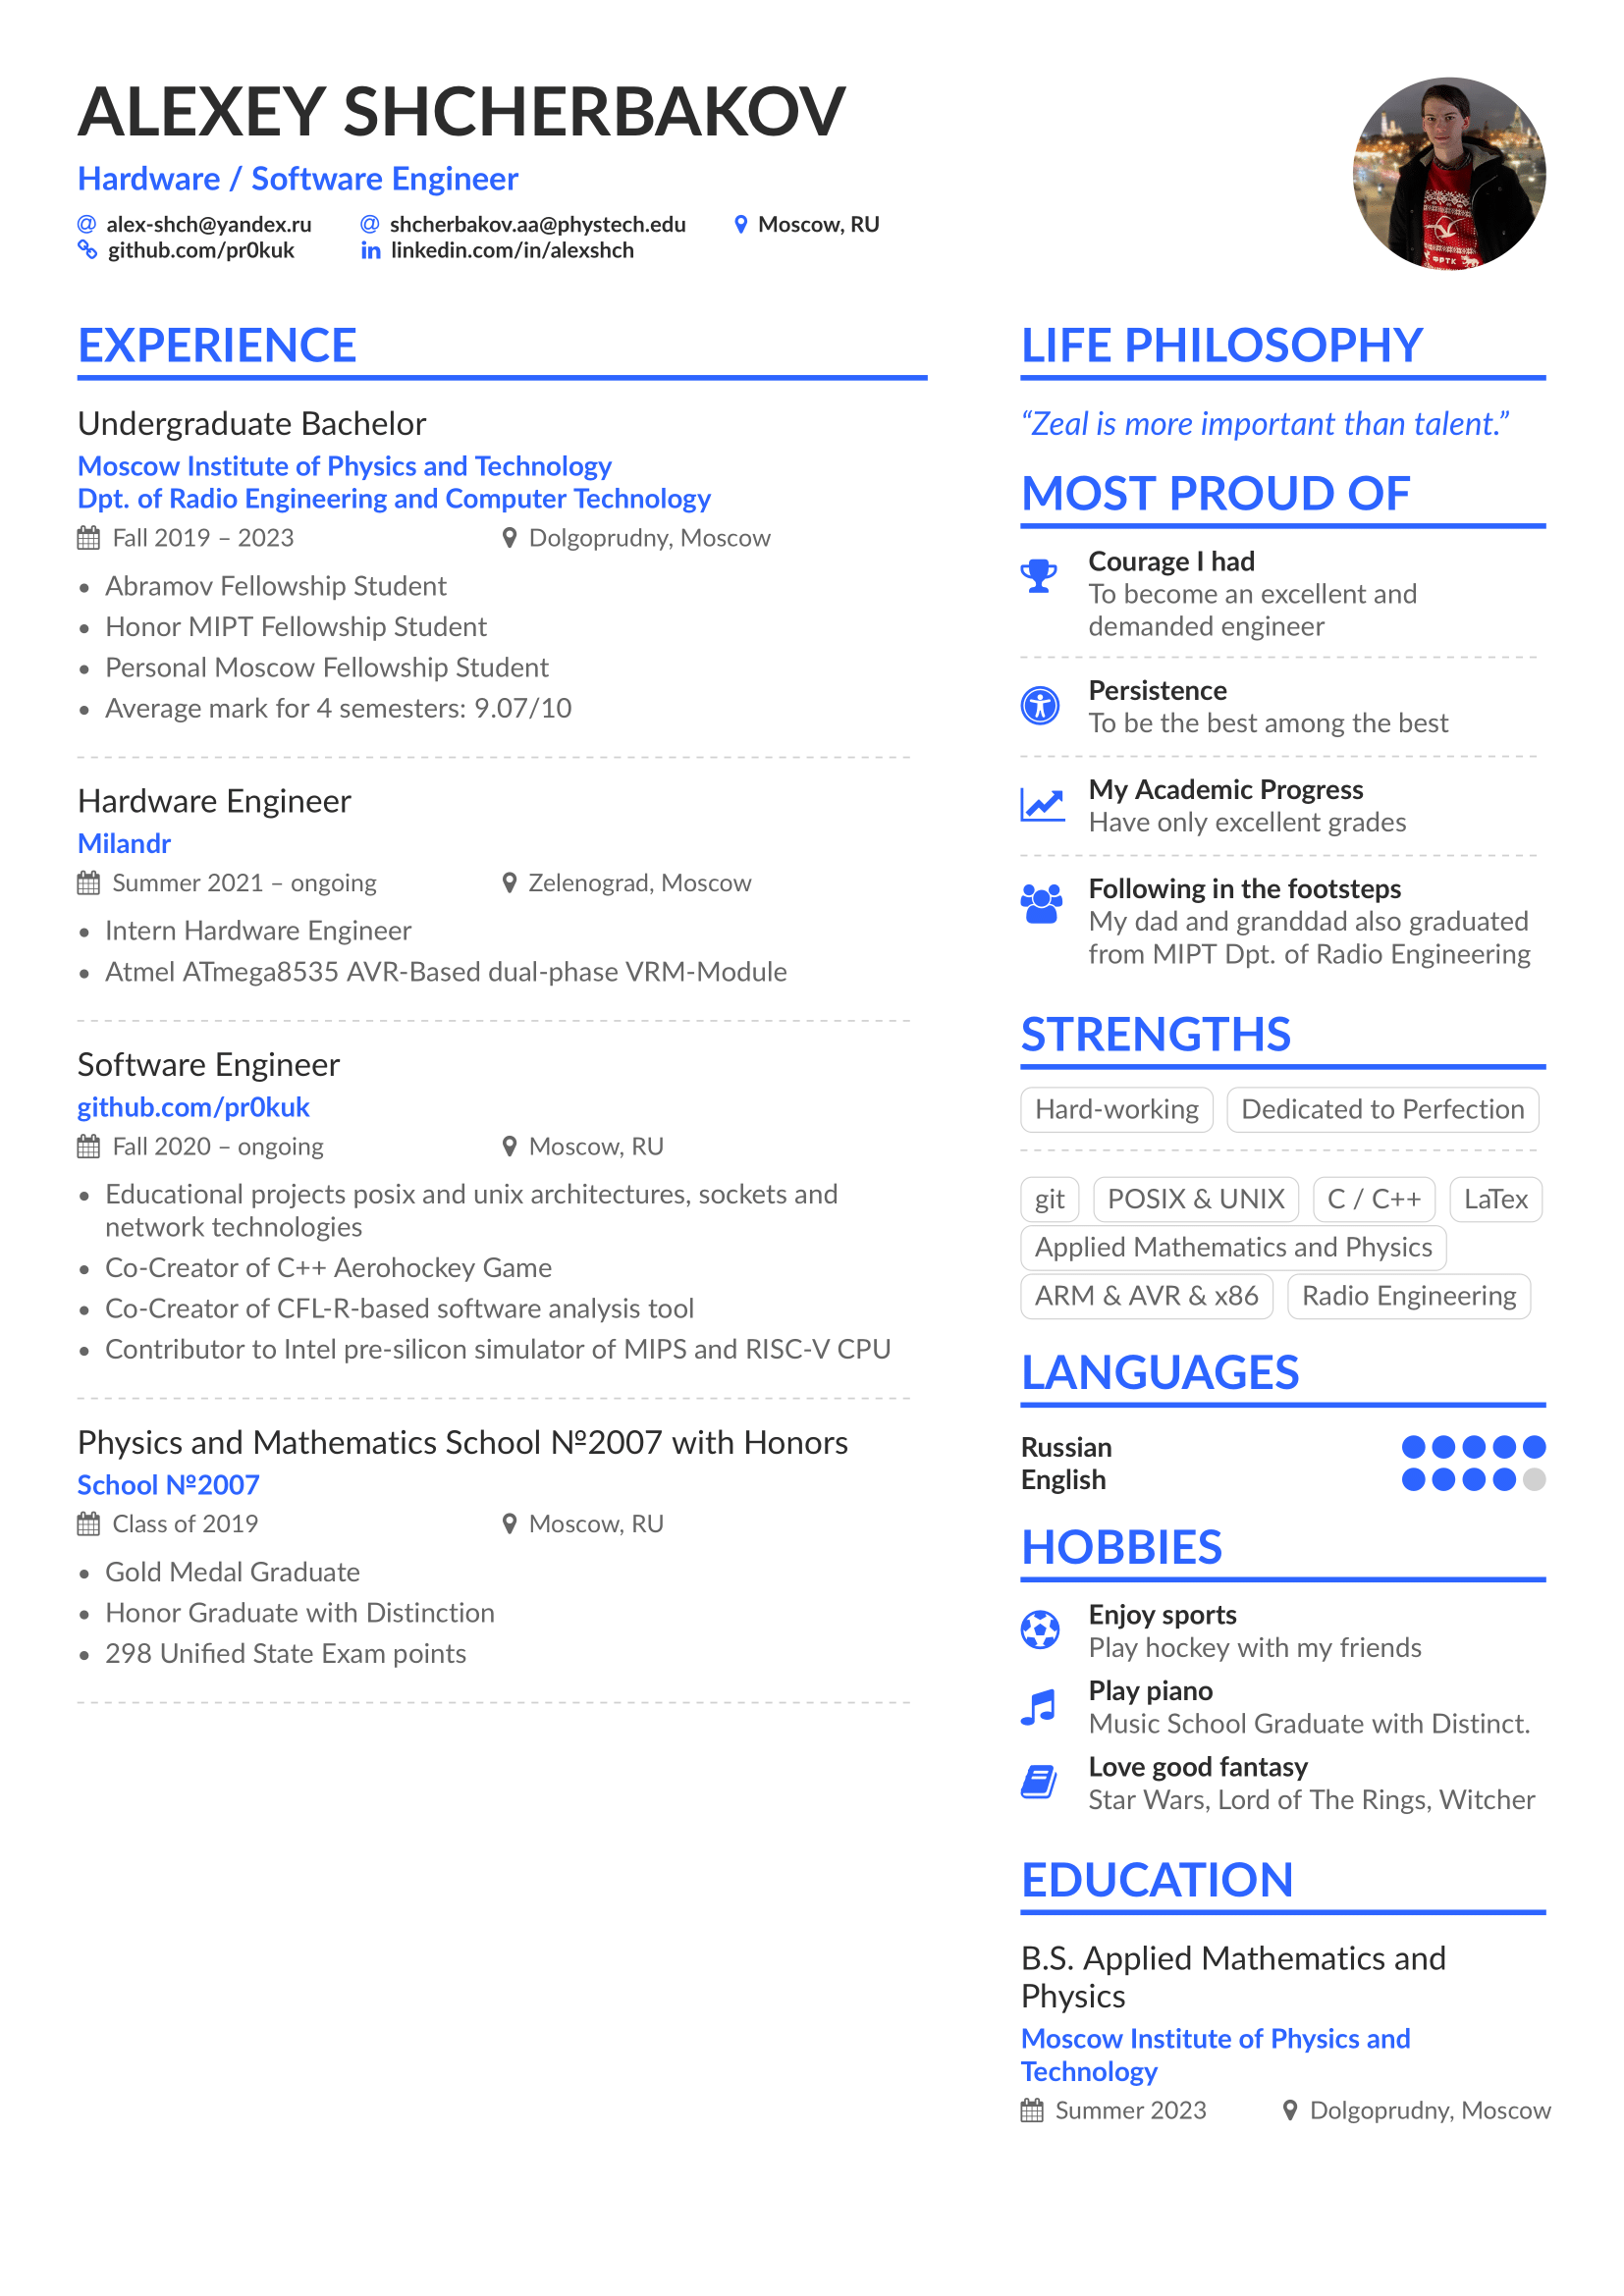 ALEXEY SHCHERBAKOV
Hardware / Software Engineer
@ alex-shch@yandex.ru @ shcherbakov.aa@phystech.edu Moscow, RU
github.com/pr0kuk in linkedin.com/in/alexshch
ФРТК
EXPERIENCE
Undergraduate Bachelor
Moscow Institute of Physics and Technology
Dpt. of Radio Engineering and Computer Technology
Fall 2019 – 2023 Dolgoprudny, Moscow
• Abramov Fellowship Student
• Honor MIPT Fellowship Student
• Personal Moscow Fellowship Student
• Average mark for 4 semesters: 9.07/10
Hardware Engineer
Milandr
Summer 2021 – ongoing Zelenograd, Moscow
• Intern Hardware Engineer
• Atmel ATmega8535 AVR-Based dual-phase VRM-Module
Software Engineer
github.com/pr0kuk
Fall 2020 – ongoing Moscow, RU
• Educational projects posix and unix architectures, sockets and
network technologies
• Co-Creator of C++ Aerohockey Game
• Co-Creator of CFL-R-based software analysis tool
• Contributor to Intel pre-silicon simulator of MIPS and RISC-V CPU
Physics and Mathematics School №2007 with Honors
School №2007
Class of 2019 Moscow, RU
• Gold Medal Graduate
• Honor Graduate with Distinction
• 298 Unified State Exam points
LIFE PHILOSOPHY
“Zeal is more important than talent.”
MOST PROUD OF
Courage I had
To become an excellent and
demanded engineer
Persistence
To be the best among the best
My Academic Progress
Have only excellent grades
Following in the footsteps
My dad and granddad also graduated
from MIPT Dpt. of Radio Engineering
STRENGTHS
Hard-working Dedicated to Perfection
git POSIX & UNIX C / C++ LaTex
Applied Mathematics and Physics
ARM & AVR & x86 Radio Engineering
LANGUAGES
Russian
English
HOBBIES
Enjoy sports
Play hockey with my friends
Play piano
Music School Graduate with Distinct.
Love good fantasy
Star Wars, Lord of The Rings, Witcher
EDUCATION
B.S. Applied Mathematics and
Physics
Moscow Institute of Physics and
Technology
Summer 2023 Dolgoprudny, Moscow